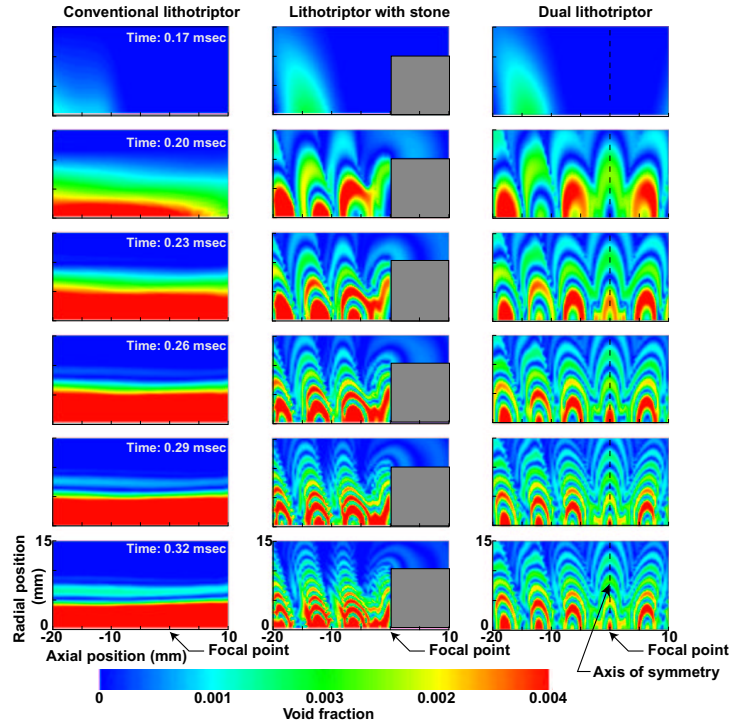 Conventional lithotriptor
Lithotriptor with stone
Dual lithotriptor
Time: 0.17 msec
Time: 0.20 msec
Time: 0.23 msec
Time: 0.26 msec
Time: 0.29 msec
Time: 0.32 msec
Radial position
(mm)
15
0
-20
-10
0
10
Axial position (mm)
Focal point
15
0
-20
-10
0
10
Focal point
15
0
-20
-10
0
10
Focal point
Axis of symmetry
0
0.001
0.003
0.002
0.004
Void fraction